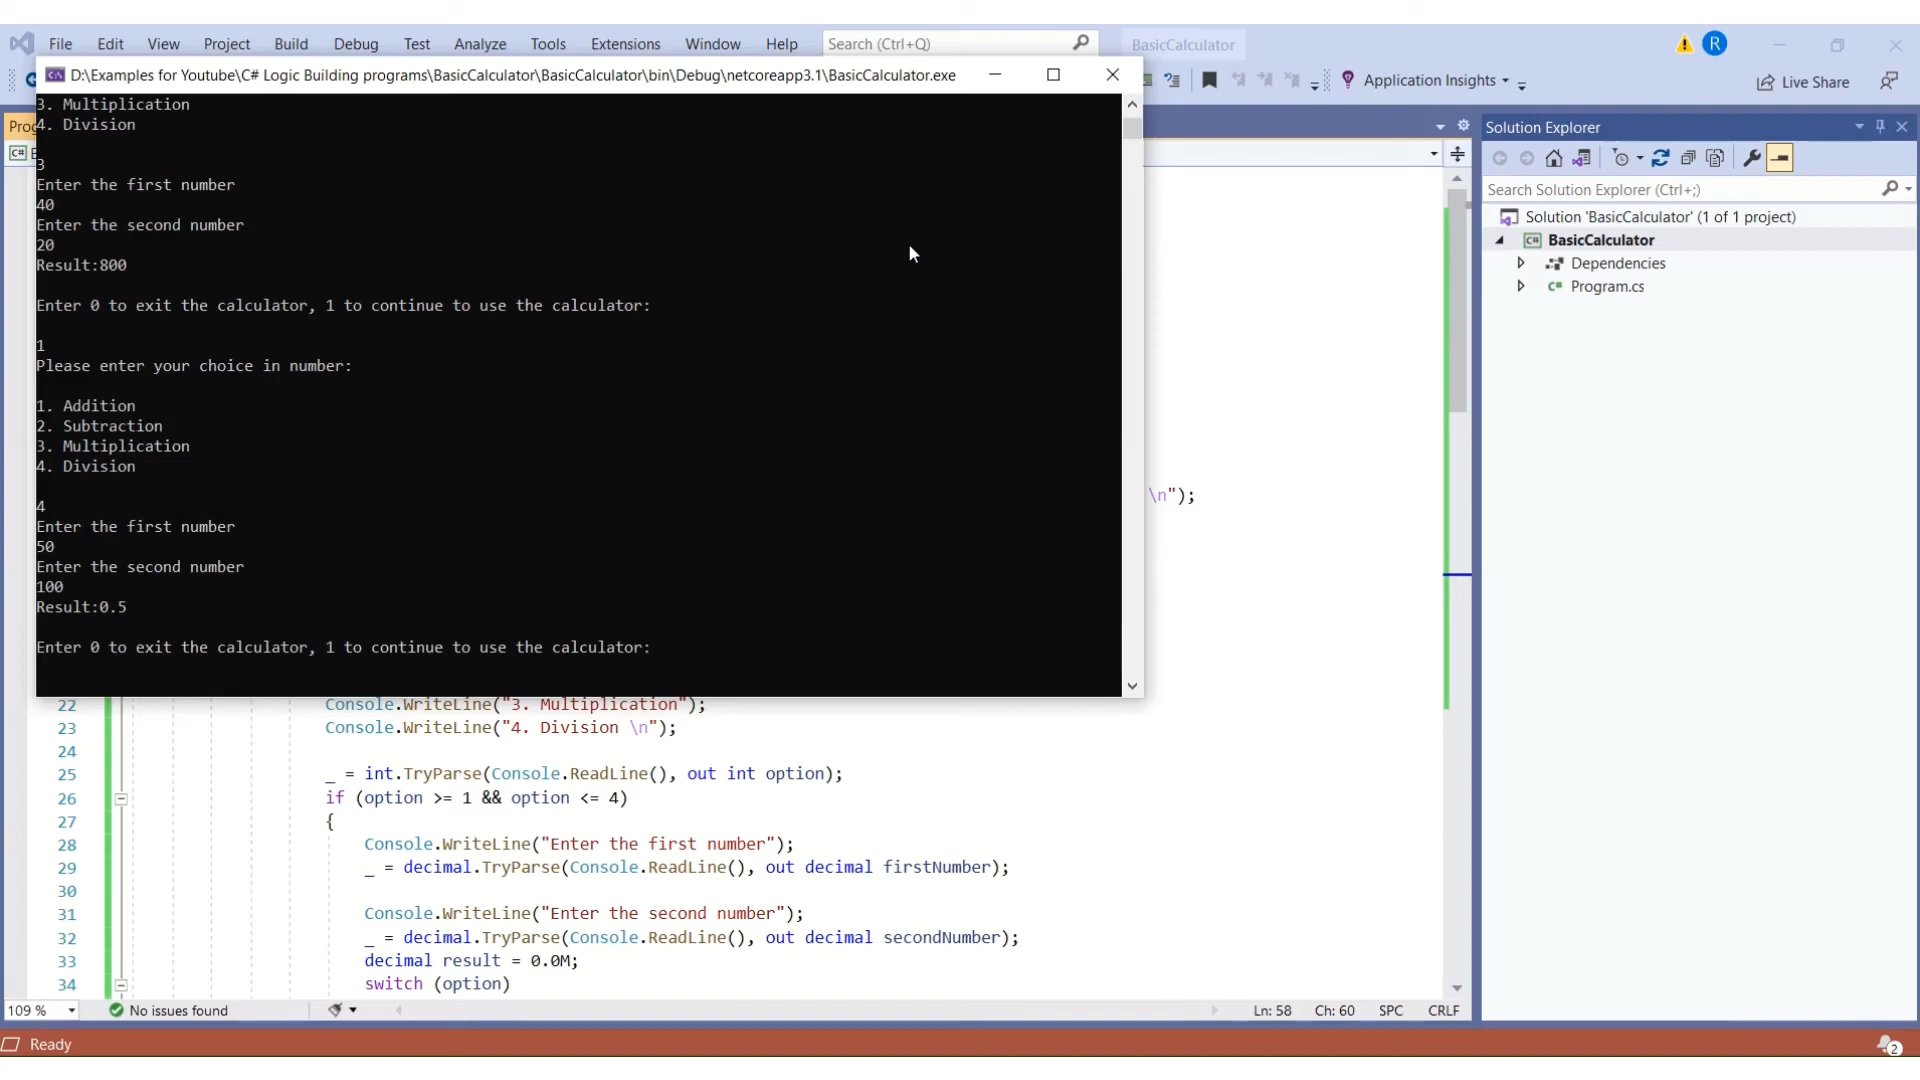 File Edit View Project Build Debug Test Analyze Tools Extensions Window Help Search (Ctrl+Q) BasicCalculator R
D:\Examples for Youtube\C# Logic Building programs\BasicCalculator\BasicCalculator\bin\Debug\netcoreapp3.1\BasicCalculator.exe
Application Insights Live Share
3. Multiplication
4. Division
3
Enter the first number
40
Enter the second number
20
Result:800
Enter 0 to exit the calculator, 1 to continue to use the calculator:
1
Please enter your choice in number:
1. Addition
2. Subtraction
3. Multiplication
4. Division
4
Enter the first number
50
Enter the second number
100
Result:0.5
Enter 0 to exit the calculator, 1 to continue to use the calculator:
\n");
22 Console.WriteLine("3. Multiplication");
23 Console.WriteLine("4. Division \n");
24
25 _ = int.TryParse(Console.ReadLine(), out int option);
26 if (option >= 1 && option <= 4)
27 {
28 Console.WriteLine("Enter the first number");
29 _ = decimal.TryParse(Console.ReadLine(), out decimal firstNumber);
30
31 Console.WriteLine("Enter the second number");
32 _ = decimal.TryParse(Console.ReadLine(), out decimal secondNumber);
33 decimal result = 0.0M;
34 switch (option)
109 % No issues found Ln: 58 Ch: 60 SPC CRLF
Ready 2
Solution Explorer
Search Solution Explorer (Ctrl+;)
Solution 'BasicCalculator' (1 of 1 project)
C# BasicCalculator
Dependencies
C# Program.cs